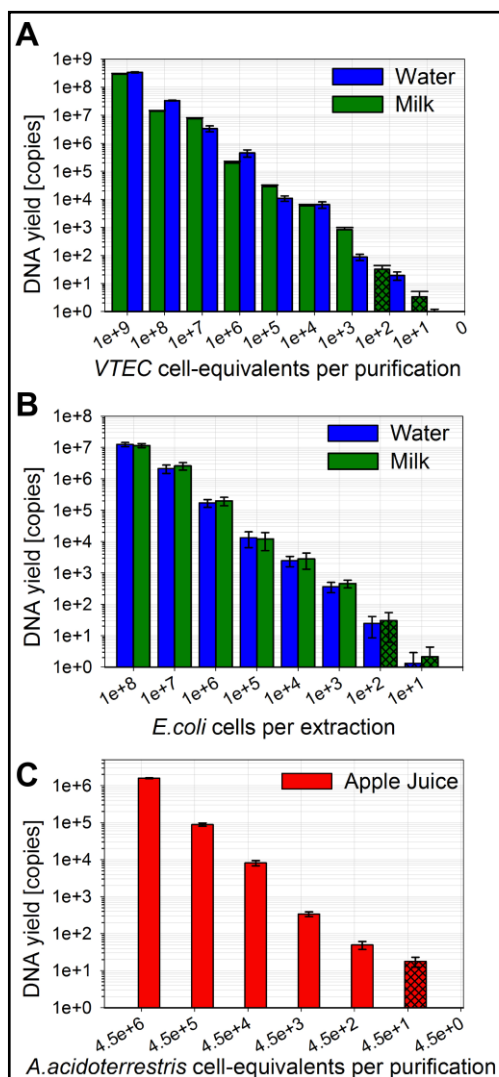 A
1e+9
1e+8
1e+7
1e+6
1e+5
1e+4
1e+3
1e+2
1e+1
1e+0
DNA yield [copies]
Water
Milk
1e+9 1e+8 1e+7 1e+6 1e+5 1e+4 1e+3 1e+2 1e+1 0
VTEC cell-equivalents per purification
B
1e+8
1e+7
1e+6
1e+5
1e+4
1e+3
1e+2
1e+1
1e+0
DNA yield [copies]
Water
Milk
1e+8 1e+7 1e+6 1e+5 1e+4 1e+3 1e+2 1e+1
E.coli cells per extraction
C
1e+6
1e+5
1e+4
1e+3
1e+2
1e+1
1e+0
DNA yield [copies]
Apple Juice
4.5e+6 4.5e+5 4.5e+4 4.5e+3 4.5e+2 4.5e+1 4.5e+0
A.acidoterrestris cell-equivalents per purification